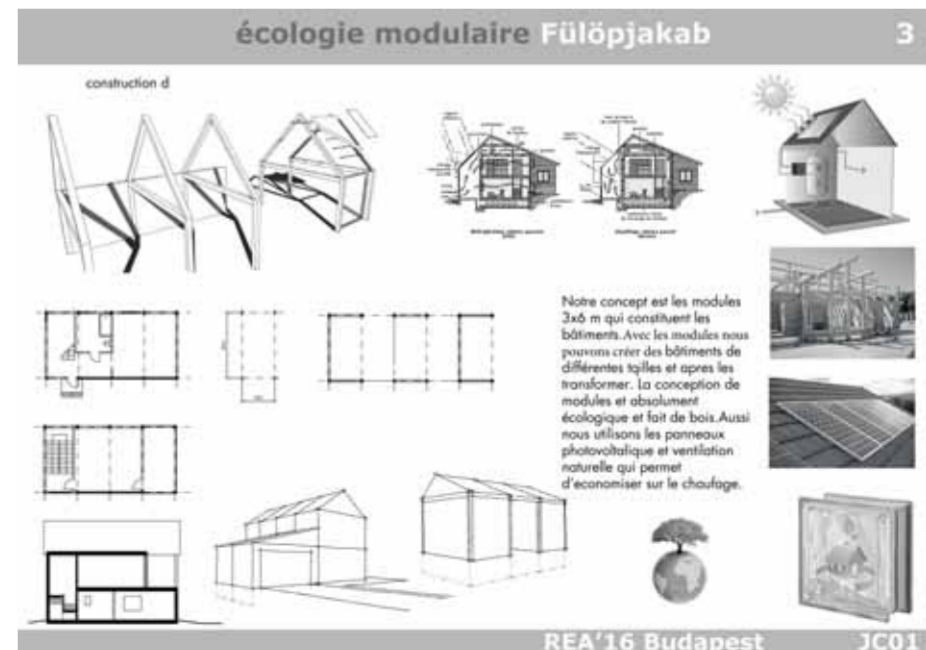 écologie modulaire Fülöpjakab 3
construction d
Notre concept est les modules
3x6 m qui constituent les
bâtiments.Avec les modules nous
pouvons créer des bâtiments de
différentes tqilles et apres les
transformer. La conception de
modules et absolument
écologique et fait de bois.Aussi
nous utilisons les panneaux
photovoltalique et ventilation
naturelle qui permet
d'economiser sur le chaufage.
REA'16 Budapest JC01